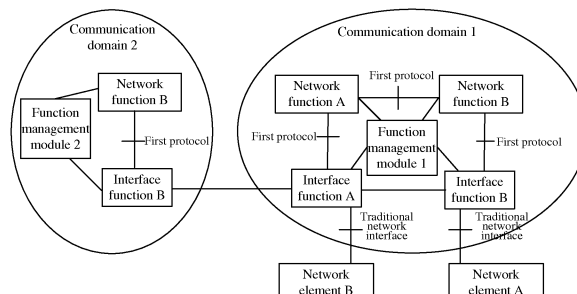 Communication
domain 2
Network
function B
Function
management
module 2
First protocol
Interface
function B
Communication domain 1
Network
function A
First protocol
Network
function B
First protocol
Function
management
module 1
First protocol
Interface
function A
Interface
function B
Traditional
network
interface
Traditional
network
interface
Network
element B
Network
element A